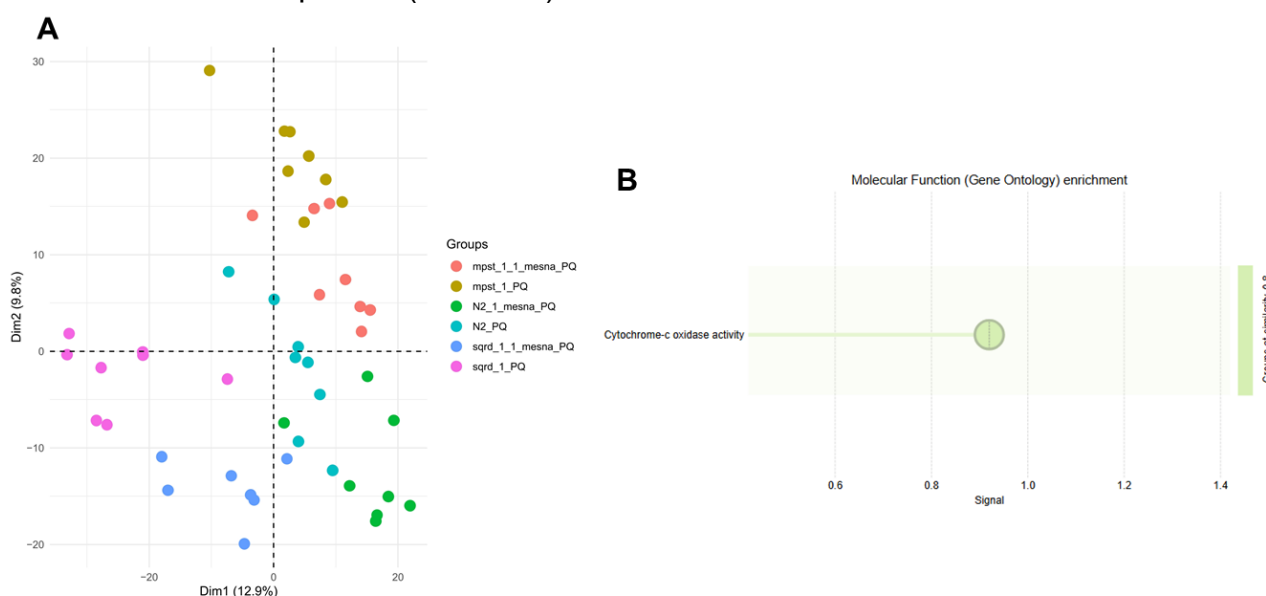 A
30
20
10
0
−10
−20
−20
0
20
Dim2 (9.8%)
Dim1 (12.9%)
Groups
mpst_1_1_mesna_PQ
mpst_1_PQ
N2_1_mesna_PQ
N2_PQ
sqrd_1_1_mesna_PQ
sqrd_1_PQ
B
Molecular Function (Gene Ontology) enrichment
Cytochrome-c oxidase activity
0.6
0.8
1.0
1.2
1.4
Signal